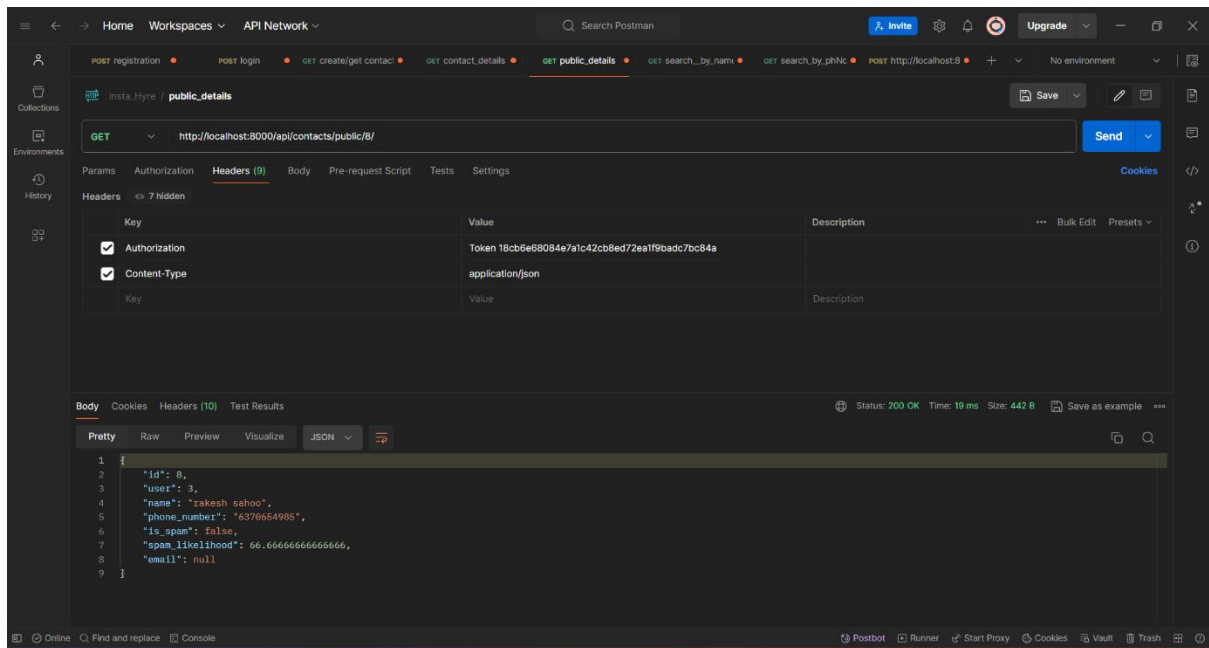 Home Workspaces API Network Search Postman Invite Upgrade
POST registration POST login GET create/get contact GET contact_details GET public_details GET search__by_name GET search_by_phNc POST http://localhost:8 No environment
Collections
Environments
History
HTTP insta_Hyre / public_details Save
GET http://localhost:8000/api/contacts/public/8/ Send
Params Authorization Headers (9) Body Pre-request Script Tests Settings Cookies
Headers 7 hidden
Key Value Description Bulk Edit Presets
Authorization Token 18cb6e68084e7a1c42cb8ed72ea1f9badc7bc84a
Content-Type application/json
Key Value Description
Body Cookies Headers (10) Test Results Status: 200 OK Time: 19 ms Size: 442 B Save as example
Pretty Raw Preview Visualize JSON
1 {
2 "id": 8,
3 "user": 3,
4 "name": "rakesh sahoo",
5 "phone_number": "6370654985",
6 "is_spam": false,
7 "spam_likelihood": 66.66666666666666,
8 "email": null
9 }
Online Find and replace Console Postbot Runner Start Proxy Cookies Vault Trash